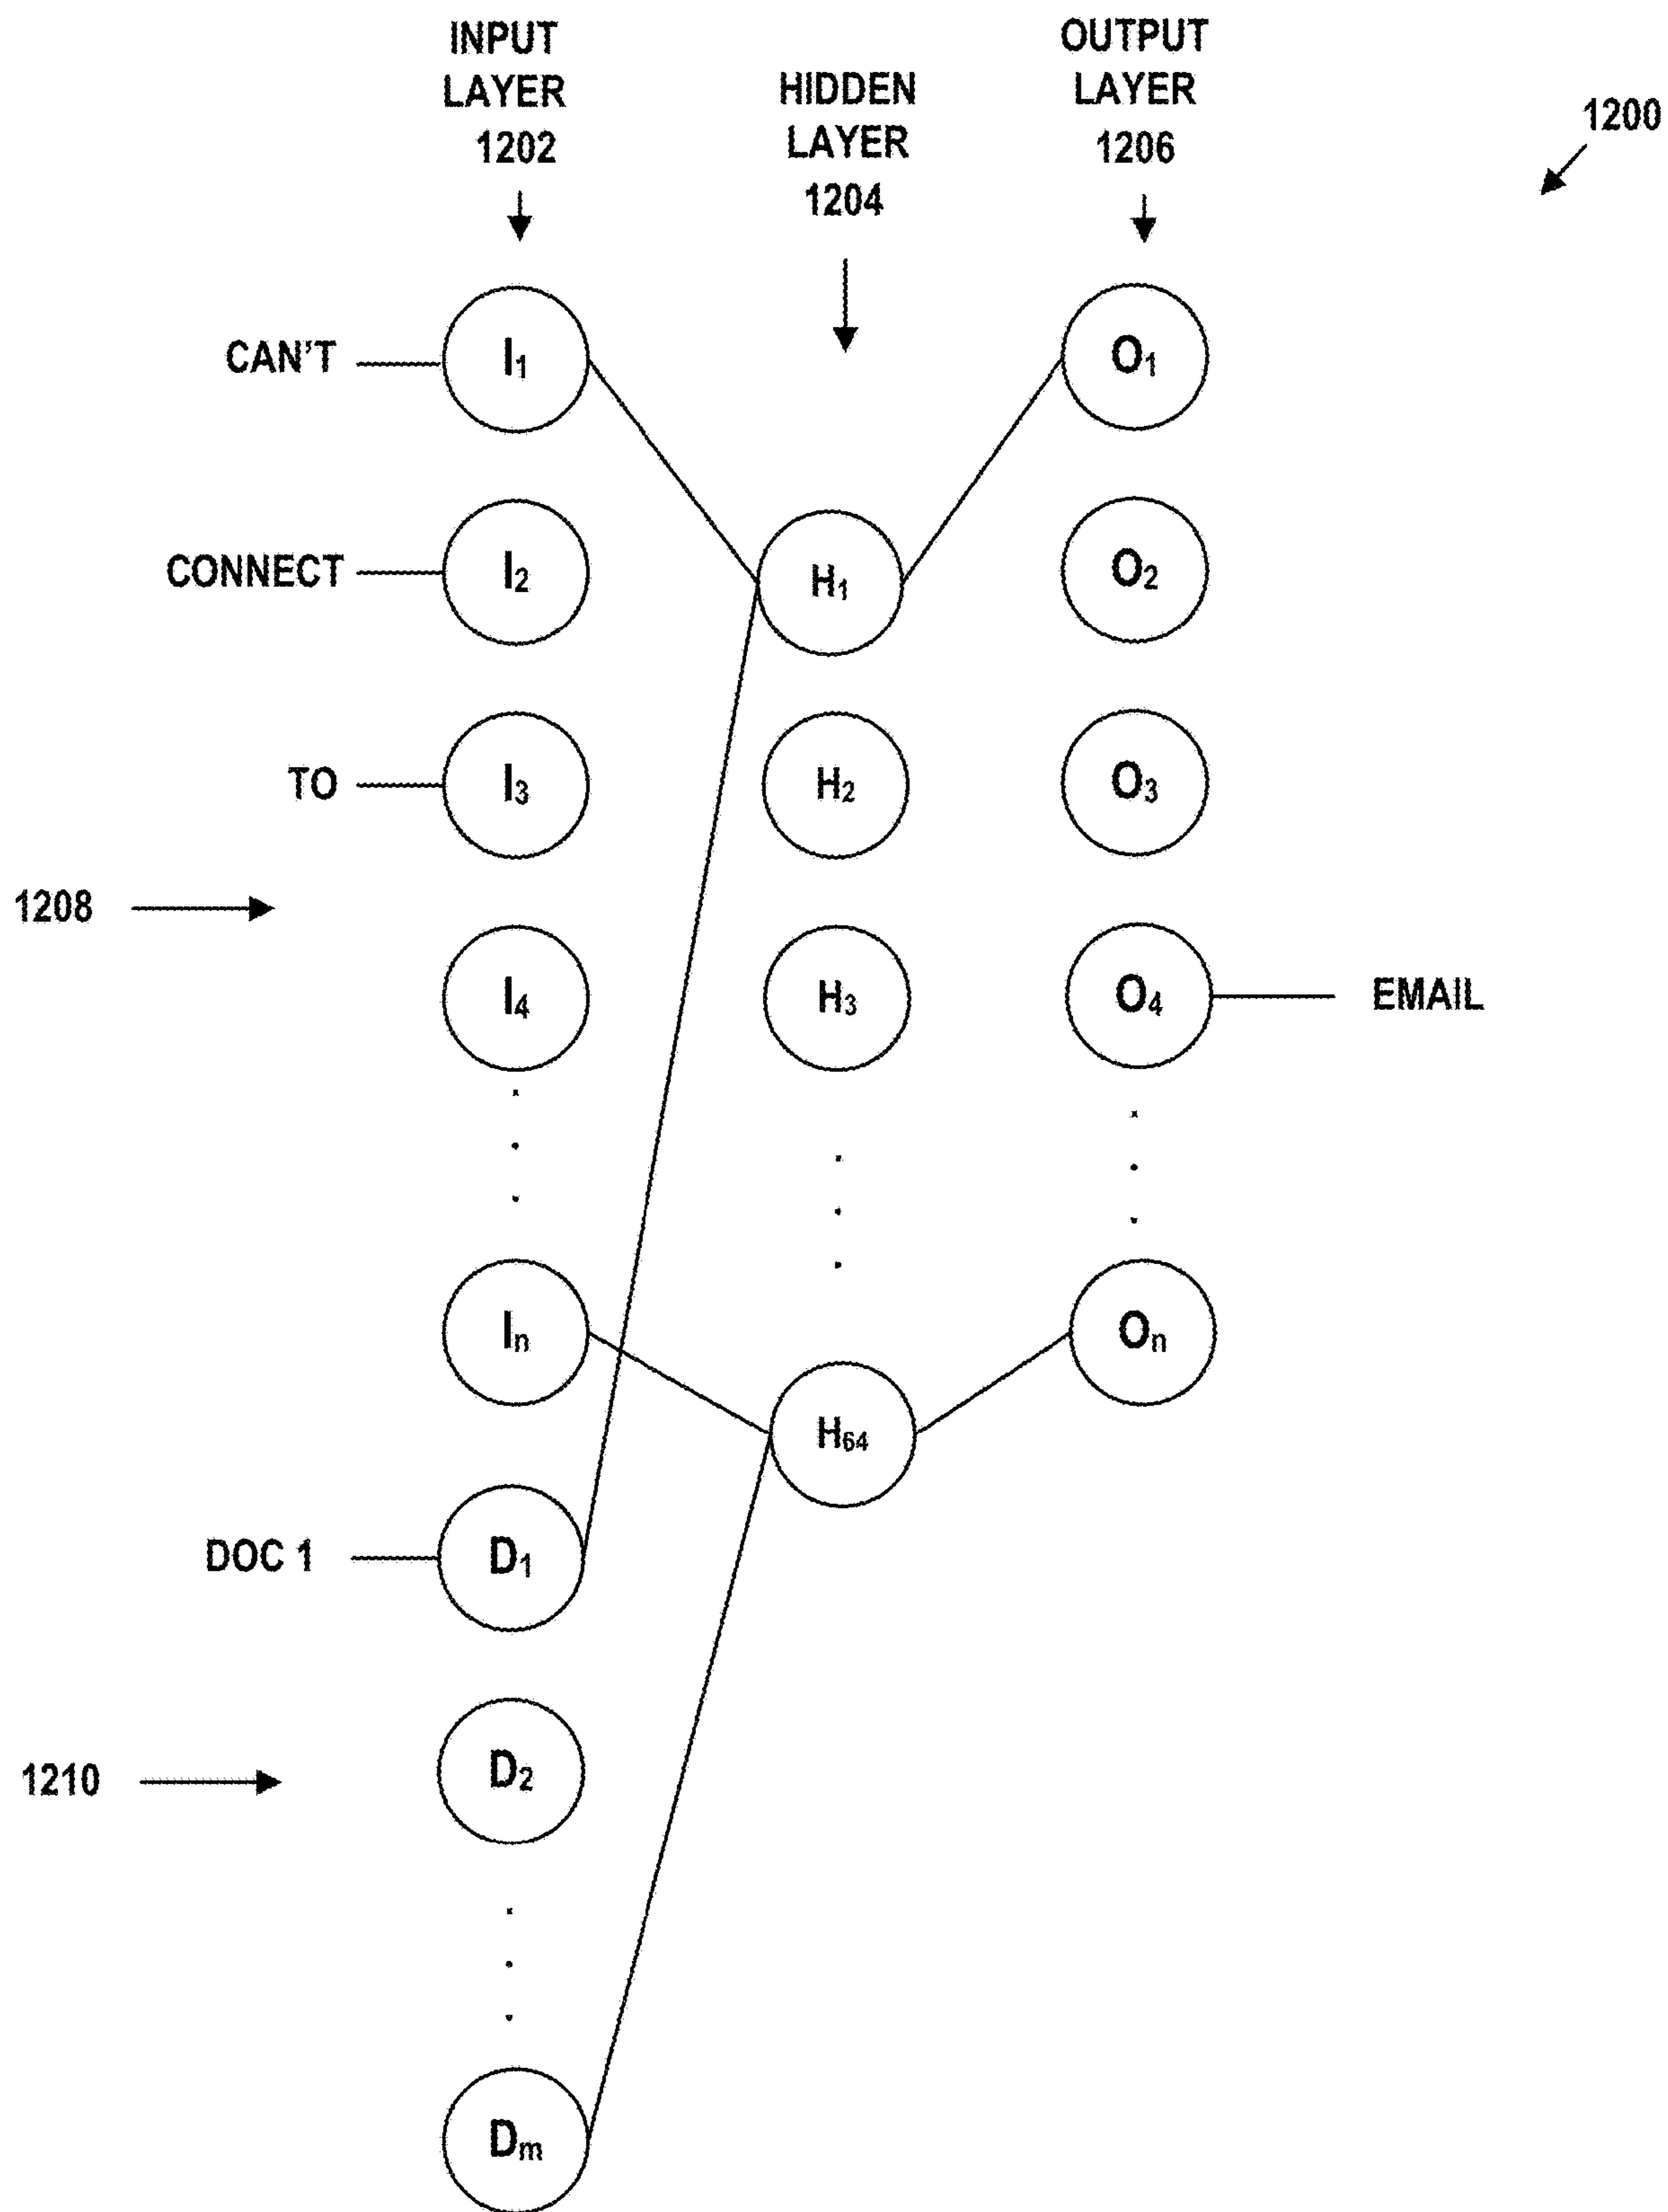 INPUT
LAYER
1202
HIDDEN
LAYER
1204
OUTPUT
LAYER
1206
1200
CAN'T
I₁
O₁
CONNECT
I₂
H₁
O₂
TO
I₃
H₂
O₃
1208
I₄
H₃
O₄
EMAIL
Iₙ
Oₙ
H₆₄
DOC 1
D₁
1210
D₂
Dₘ